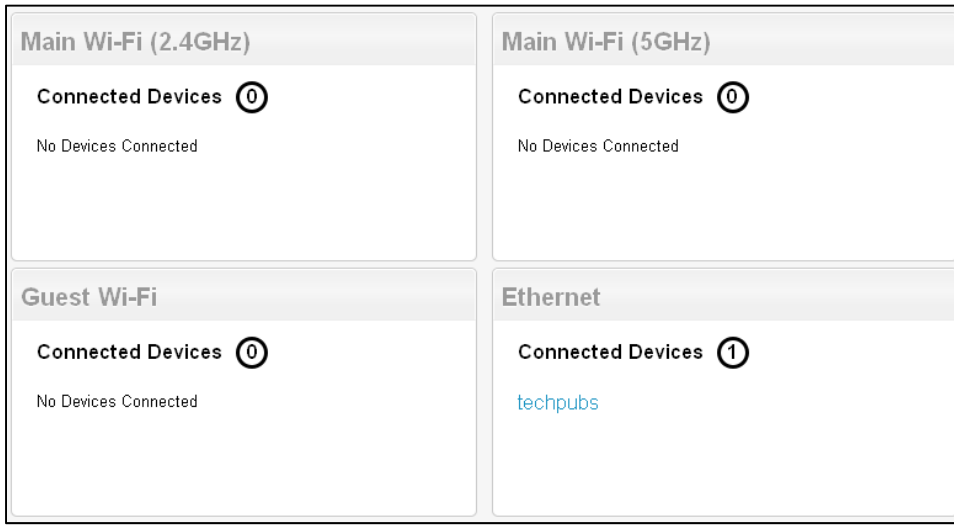 Main Wi-Fi (2.4GHz)
Connected Devices 0
No Devices Connected
Main Wi-Fi (5GHz)
Connected Devices 0
No Devices Connected
Guest Wi-Fi
Connected Devices 0
No Devices Connected
Ethernet
Connected Devices 1
techpubs